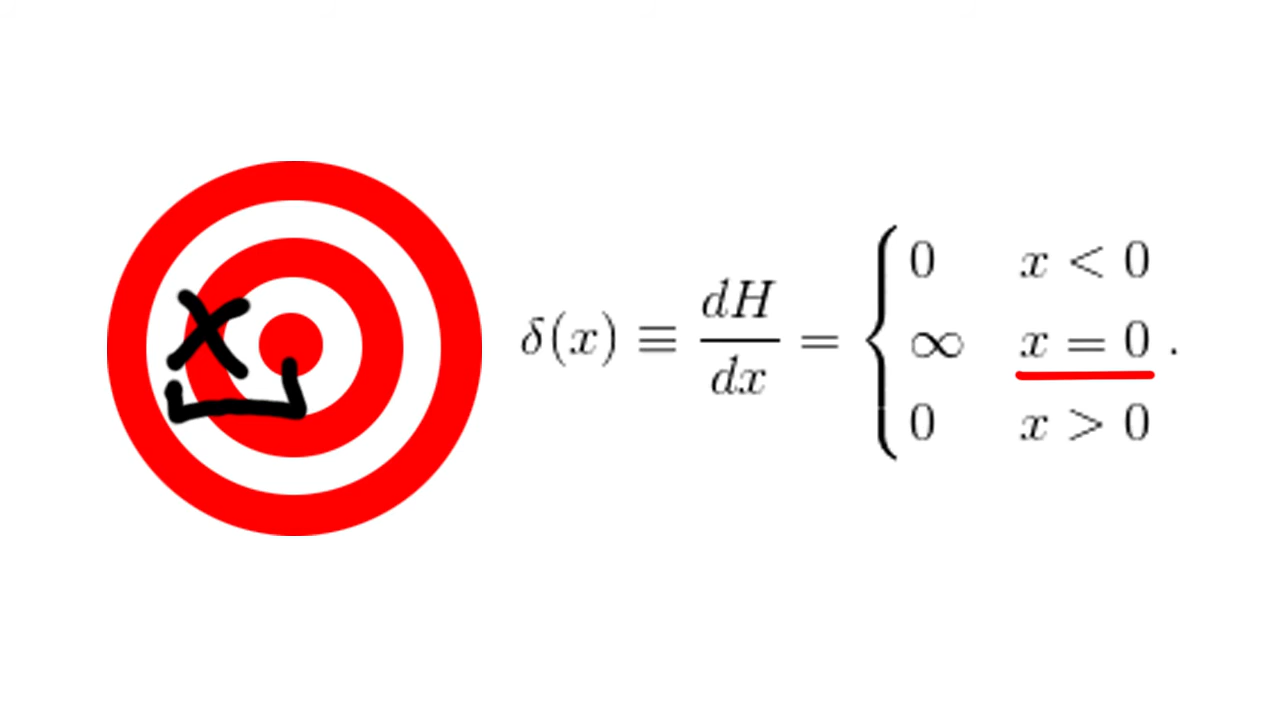 x
δ(x) ≡ dH/dx = { 0 x < 0
∞ x = 0 .
0 x > 0